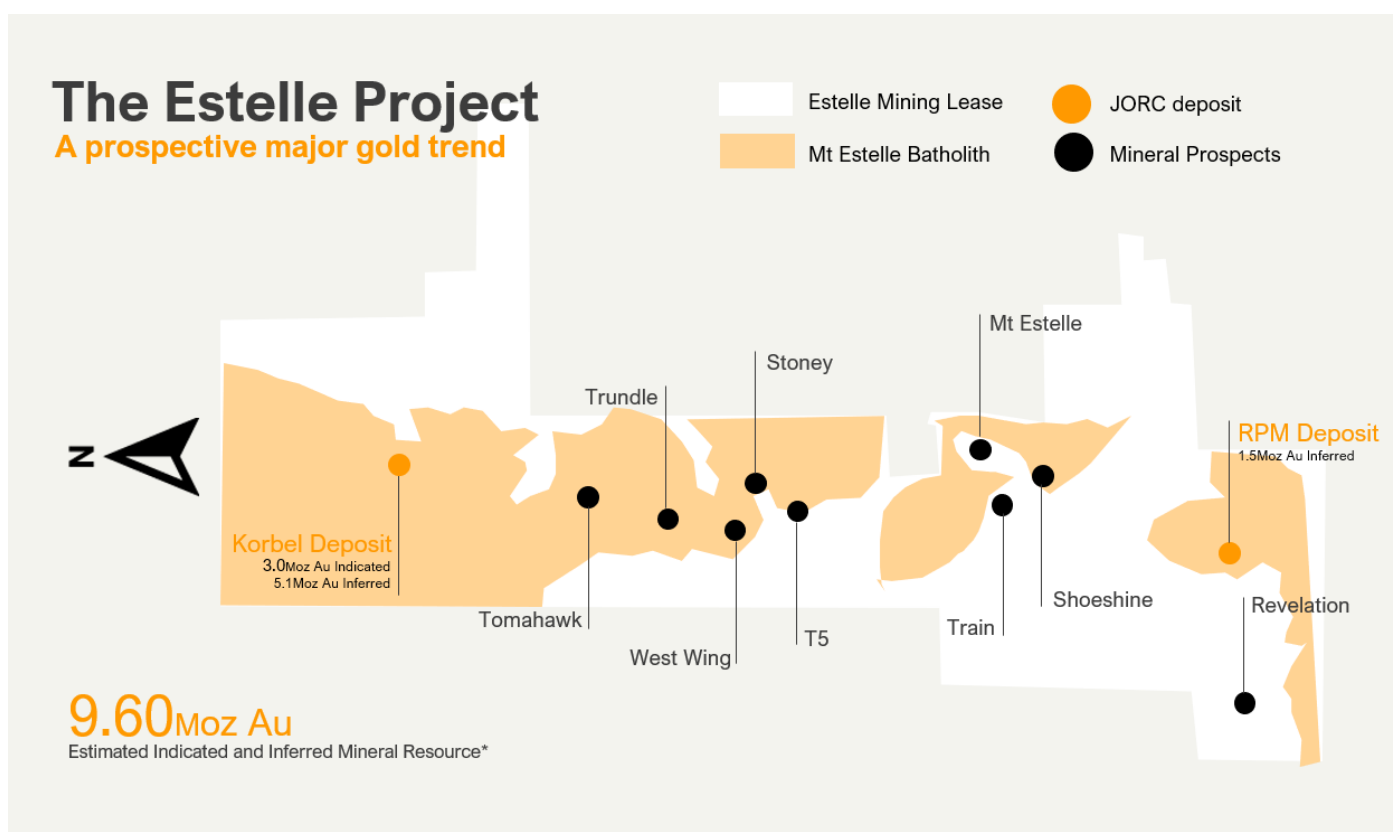 The Estelle Project
A prospective major gold trend
Estelle Mining Lease
JORC deposit
Mt Estelle Batholith
Mineral Prospects
Mt Estelle
Stoney
Trundle
N
RPM Deposit
1.5Moz Au Inferred
Korbel Deposit
3.0Moz Au Indicated
5.1Moz Au Inferred
Tomahawk
West Wing
T5
Train
Shoeshine
Revelation
9.60Moz Au
Estimated Indicated and Inferred Mineral Resource*